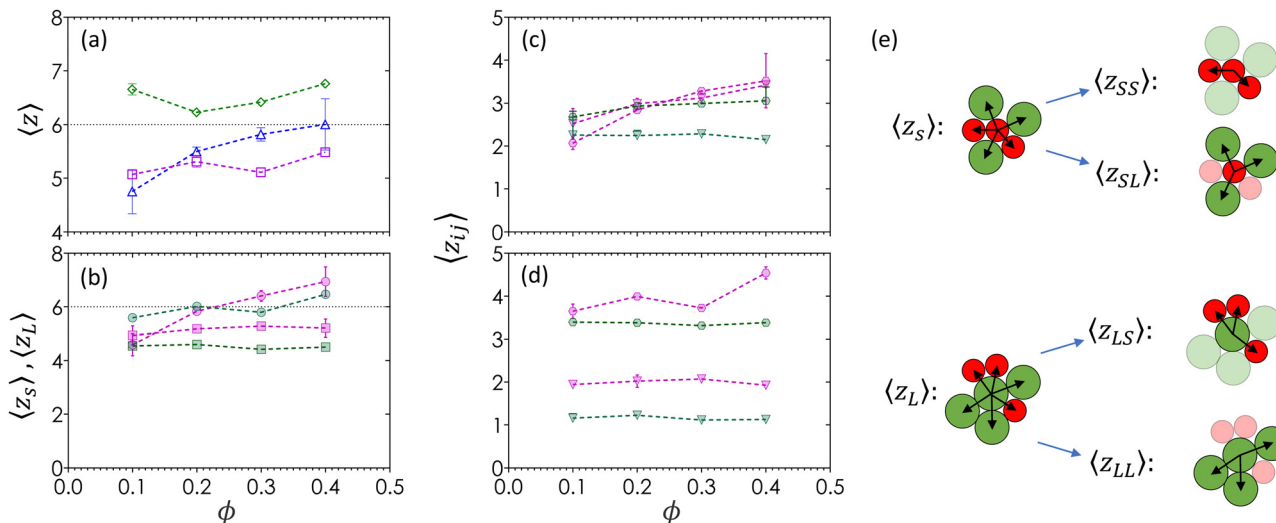 (a)
8
7
6
5
4
⟨z⟩
(b)
8
6
4
2
0
⟨z_s⟩, ⟨z_L⟩
0.0 0.1 0.2 0.3 0.4 0.5
ϕ
(c)
5
4
3
2
1
0
⟨z_ij⟩
(d)
5
4
3
2
1
0
0.0 0.1 0.2 0.3 0.4 0.5
ϕ
(e)
⟨z_s⟩:
⟨z_SS⟩:
⟨z_SL⟩:
⟨z_L⟩:
⟨z_LS⟩:
⟨z_LL⟩: